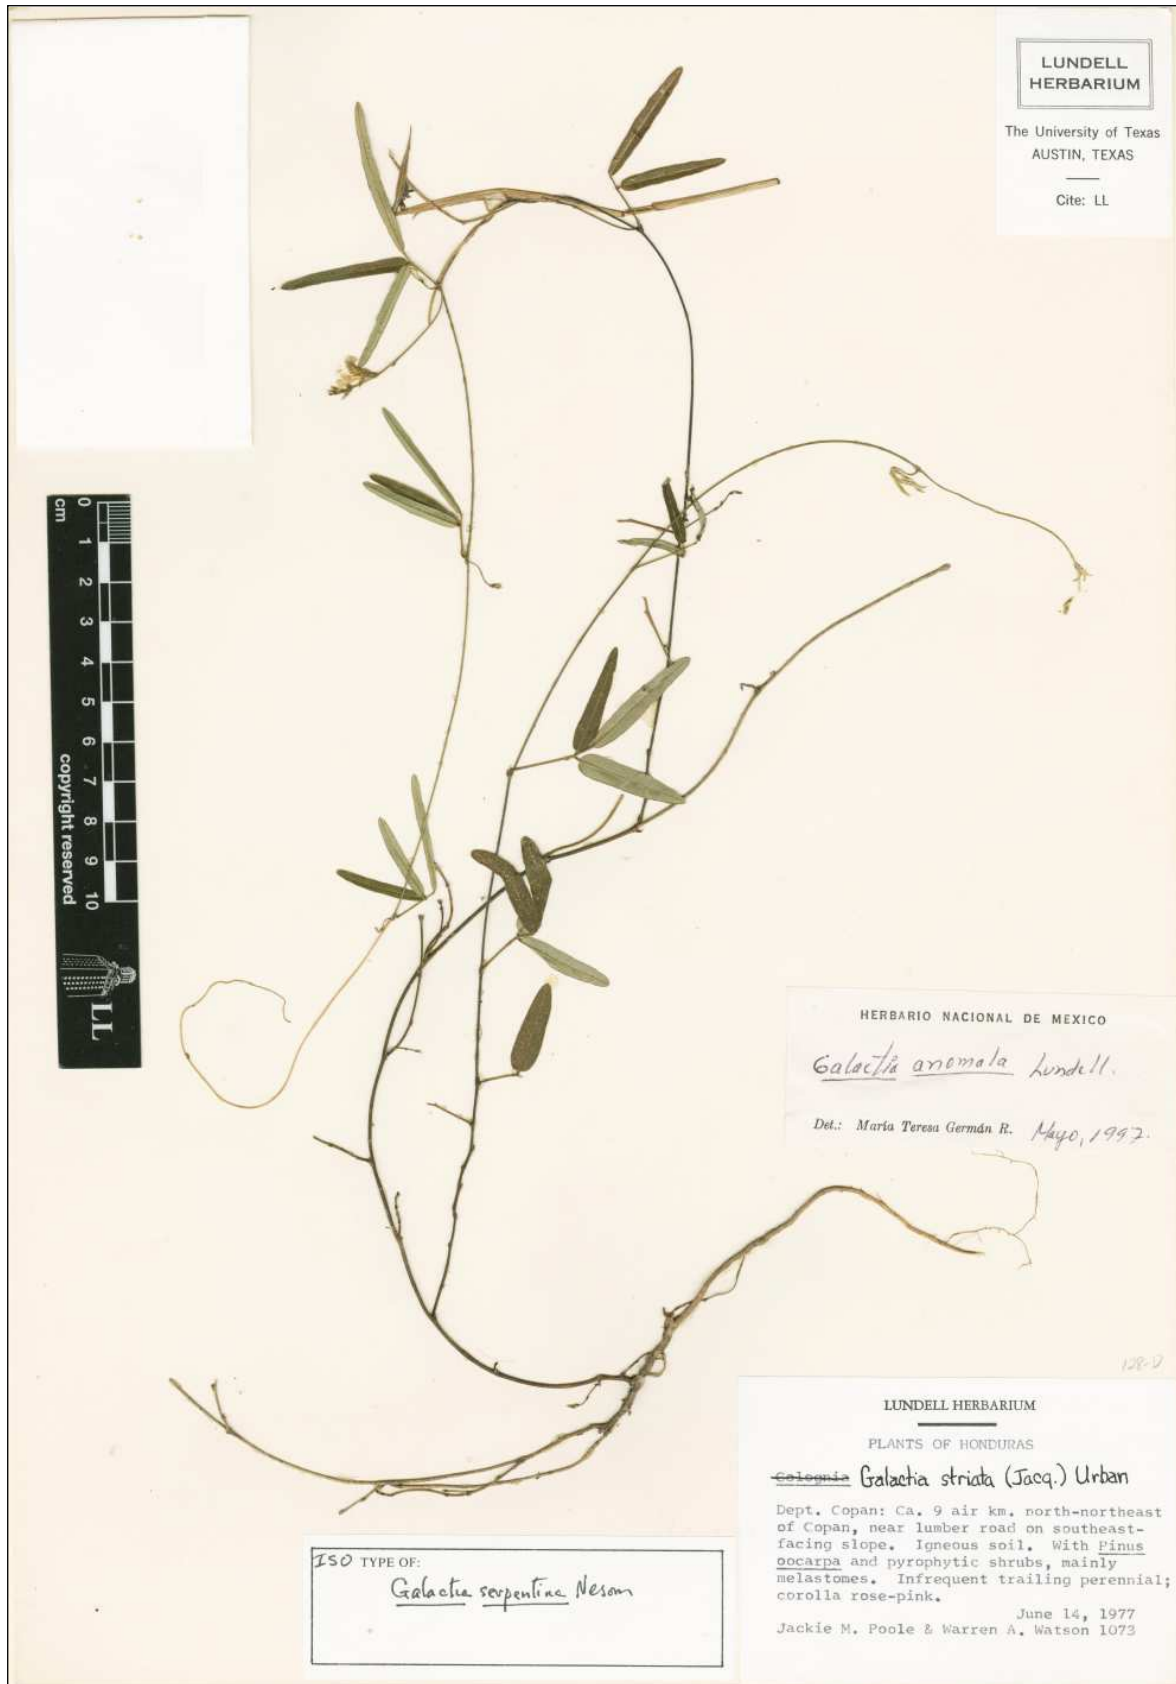 LUNDELL
HERBARIUM
The University of Texas
AUSTIN, TEXAS
Cite: LL
0
cm
1
2
3
4
5
6
7
8
9
10
copyright reserved
LL
HERBARIO NACIONAL DE MEXICO
Galactia anomala Lundell.
Det.: María Teresa Germán R. Mayo, 1997.
128-D
LUNDELL HERBARIUM
PLANTS OF HONDURAS
Colognia Galactia striata (Jacq.) Urban
Dept. Copan: Ca. 9 air km. north-northeast
of Copan, near lumber road on southeast-
facing slope. Igneous soil. With Pinus
oocarpa and pyrophytic shrubs, mainly
melastomes. Infrequent trailing perennial;
corolla rose-pink.
June 14, 1977
Jackie M. Poole & Warren A. Watson 1073
ISO TYPE OF:
Galactia serpentina Nesom